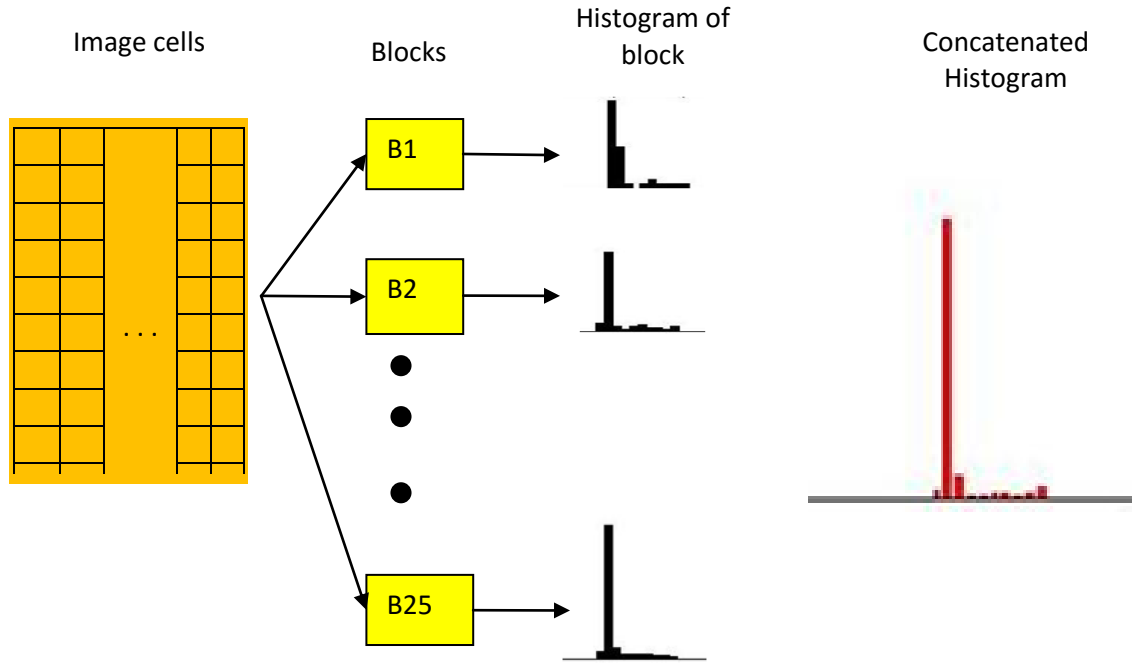 Image cells
Blocks
Histogram of
block
Concatenated
Histogram
B1
B2
. . .
B25